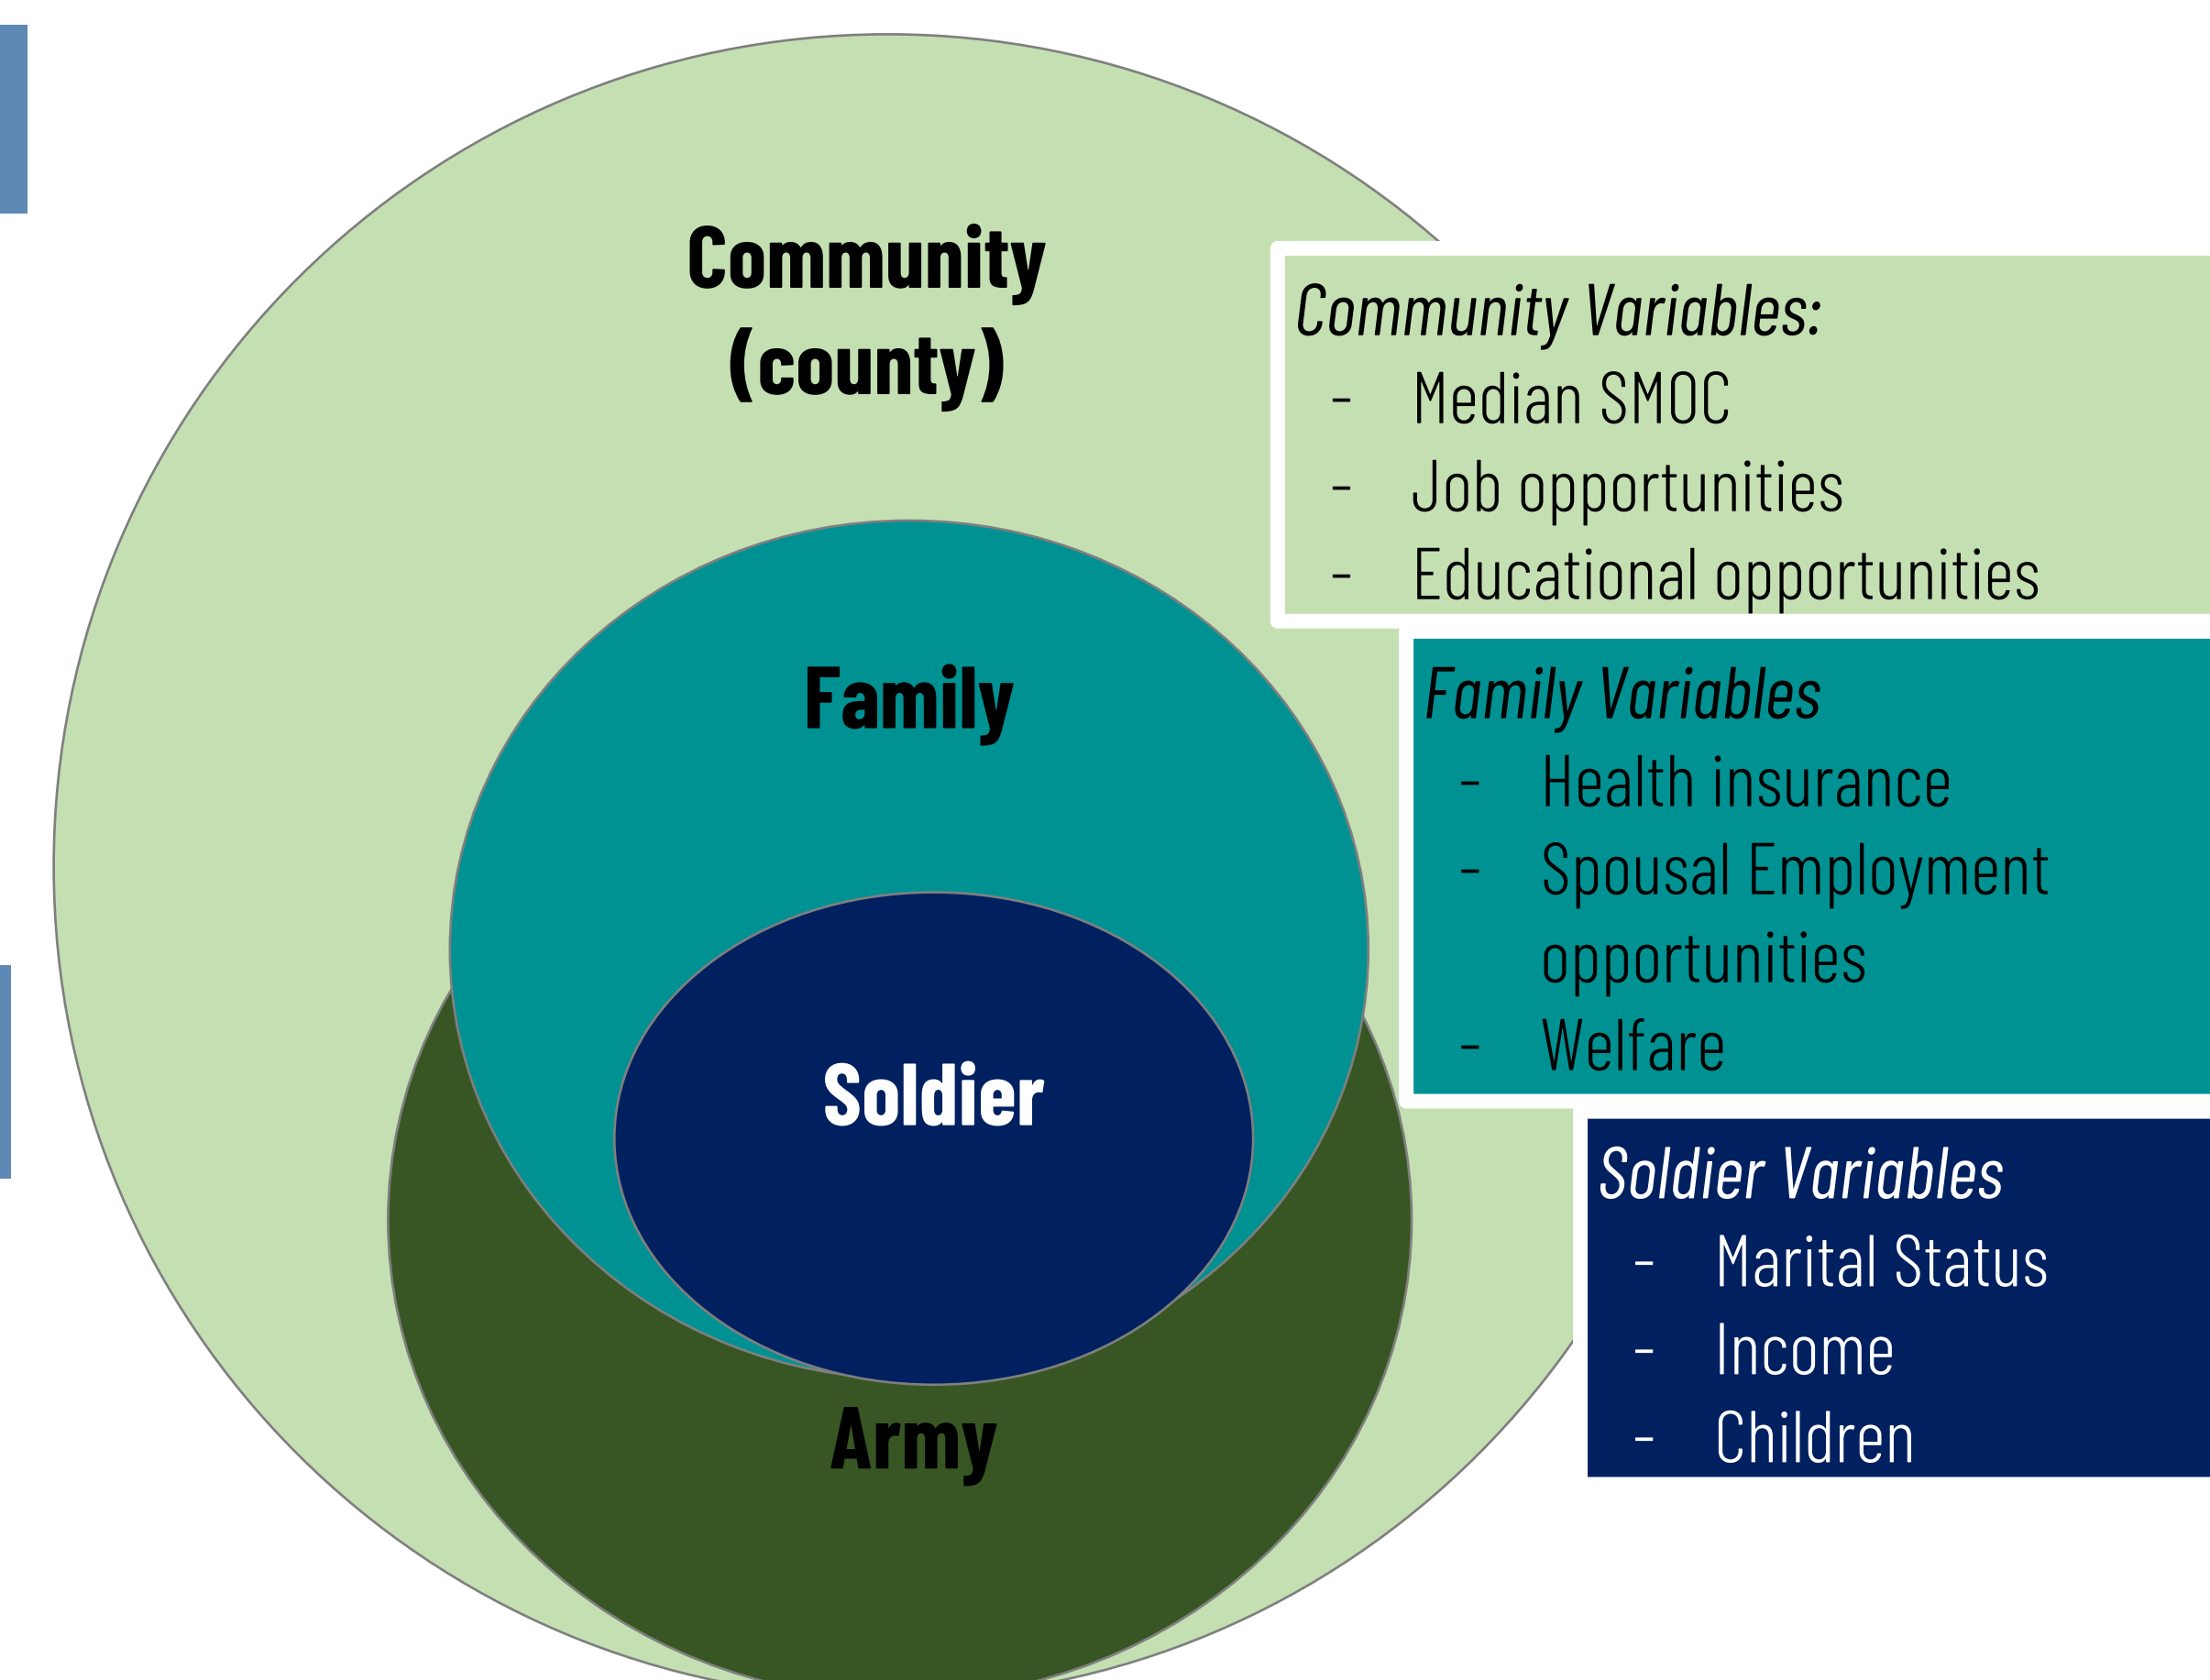 Community
(county)
Family
Soldier
Army
Community Variables:
- Median SMOC
- Job opportunities
- Educational opportunities
Family Variables
- Health insurance
- Spousal Employment
opportunities
- Welfare
Soldier Variables
- Marital Status
- Income
- Children